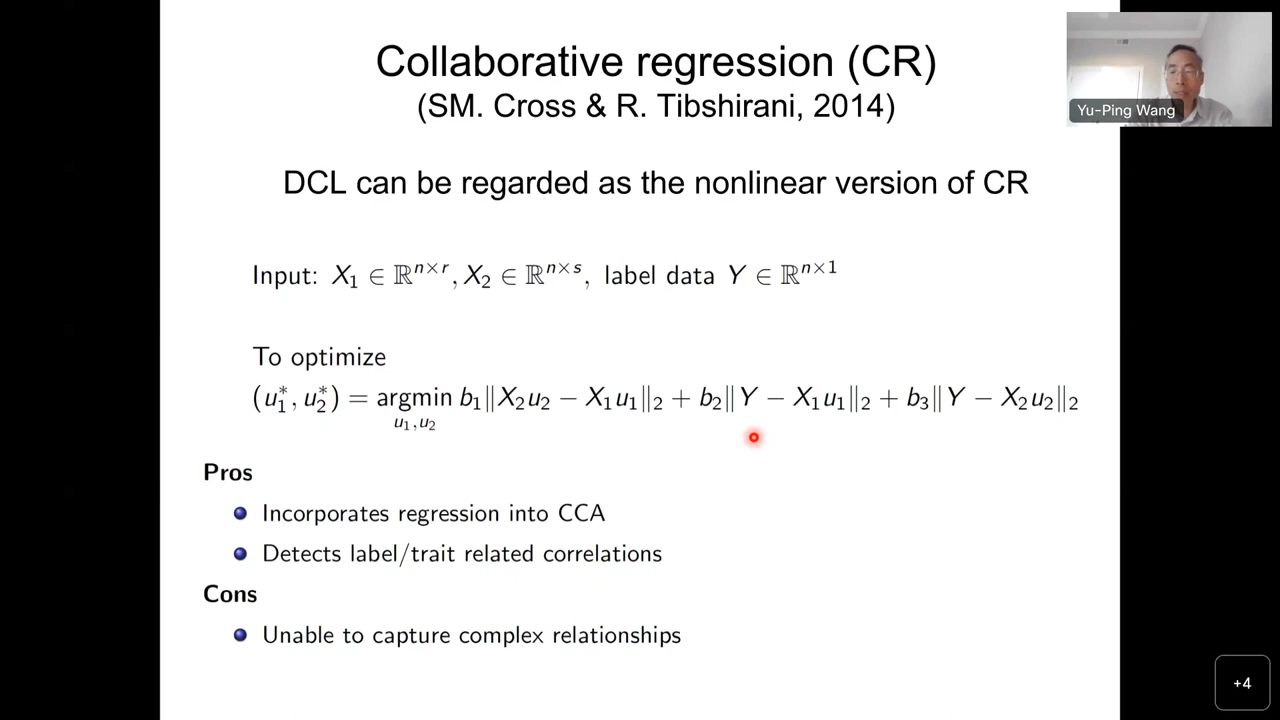 Collaborative regression (CR)
(SM. Cross & R. Tibshirani, 2014)
Yu-Ping Wang
DCL can be regarded as the nonlinear version of CR
Input: X₁ ∈ ℝⁿˣʳ, X₂ ∈ ℝⁿˣˢ, label data Y ∈ ℝⁿˣ¹
To optimize
(u₁*, u₂*) = argmin b₁‖X₂u₂ − X₁u₁‖₂ + b₂‖Y − X₁u₁‖₂ + b₃‖Y − X₂u₂‖₂
u₁,u₂
Pros
Incorporates regression into CCA
Detects label/trait related correlations
Cons
Unable to capture complex relationships
+4